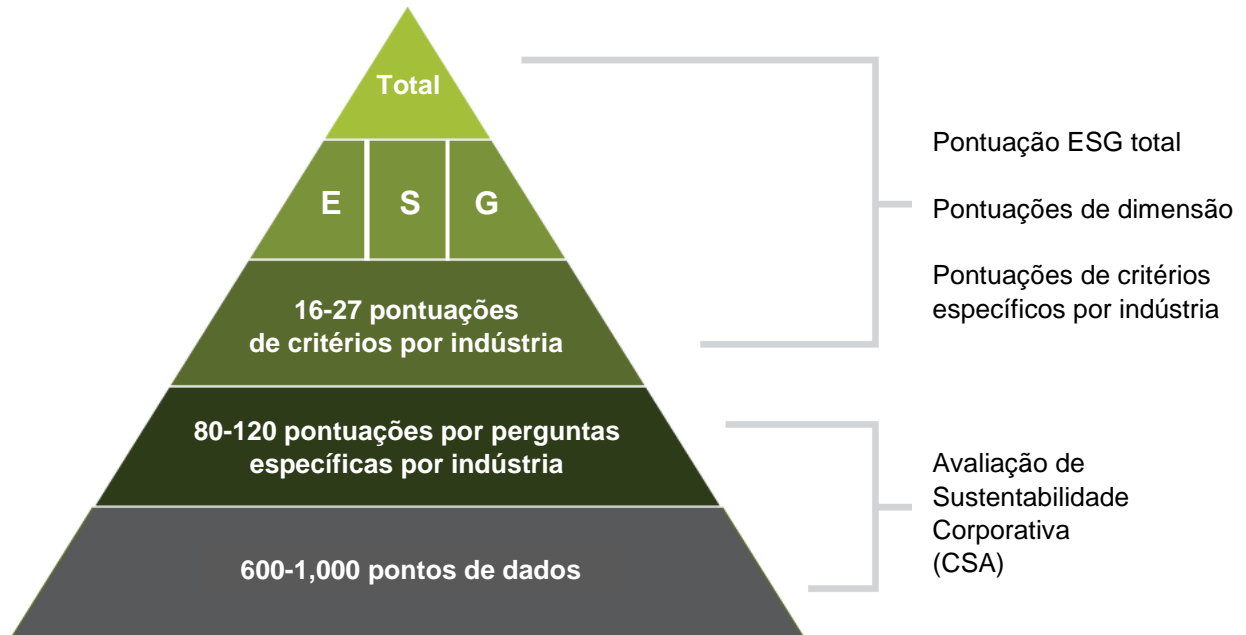 Total
E S G
16-27 pontuações
de critérios por indústria
80-120 pontuações por perguntas
específicas por indústria
600-1,000 pontos de dados
Pontuação ESG total
Pontuações de dimensão
Pontuações de critérios
específicos por indústria
Avaliação de
Sustentabilidade
Corporativa
(CSA)